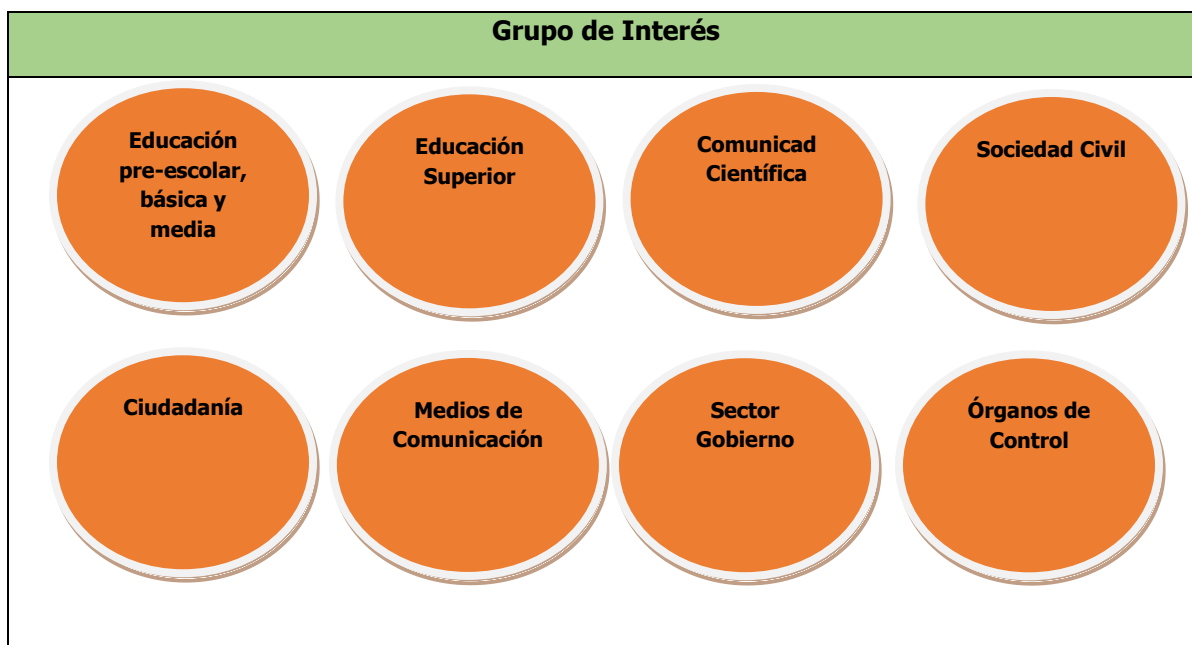 Grupo de Interés
Educación
pre-escolar,
básica y
media
Educación
Superior
Comunicad
Científica
Sociedad Civil
Ciudadanía
Medios de
Comunicación
Sector
Gobierno
Órganos de
Control